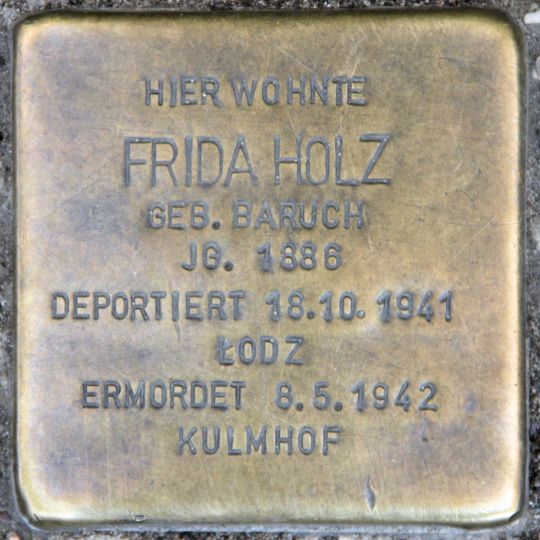 HIER WOHNTE
FRIDA HOLZ
GEB. BARUCH
JG. 1886
DEPORTIERT 18.10.1941
ŁODZ
ERMORDET 8.5.1942
KULMHOF